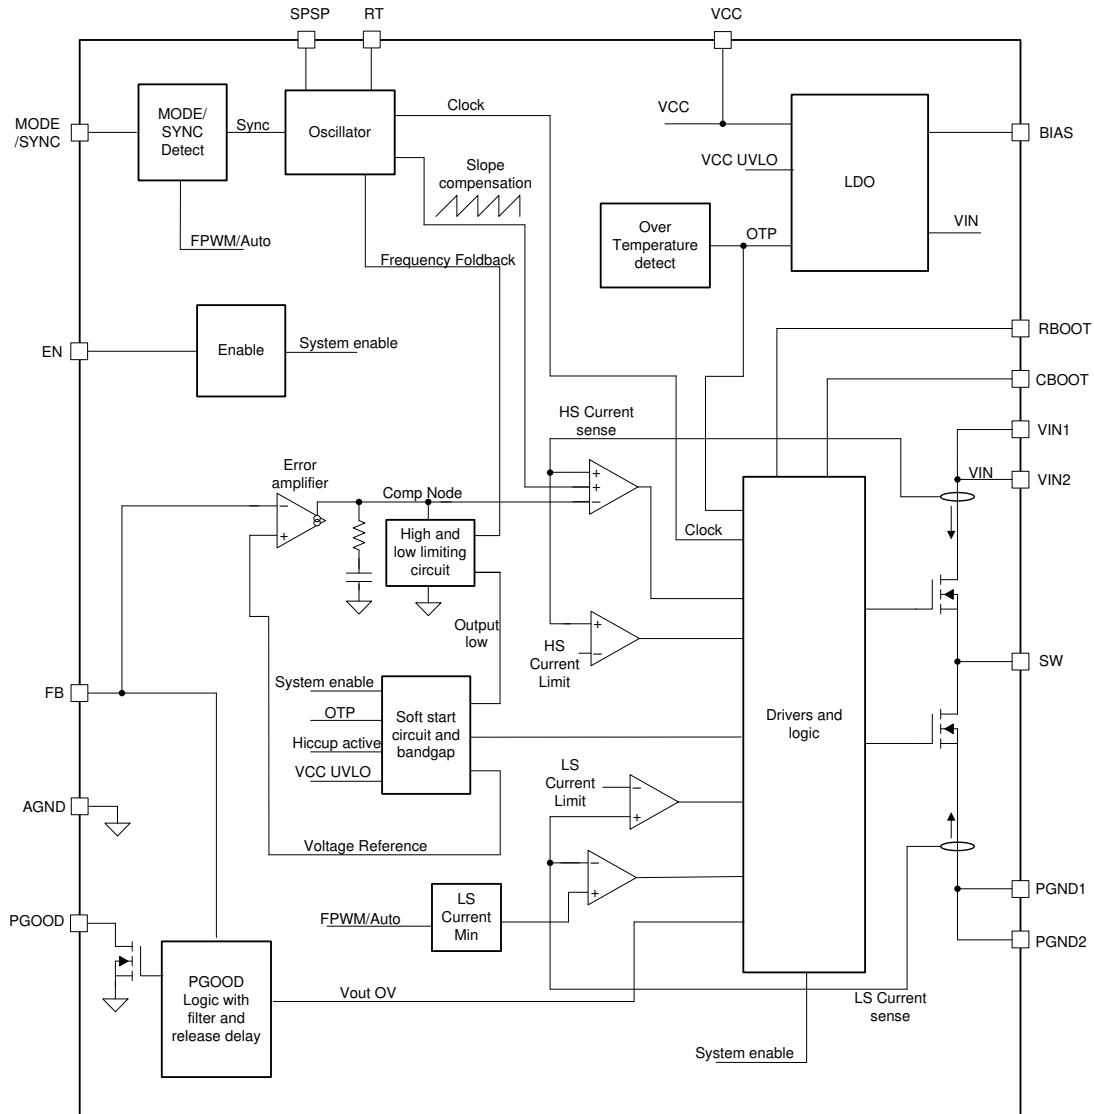 SPSP
RT
VCC
MODE
/SYNC
MODE/
SYNC
Detect
Sync
Oscillator
Clock
VCC
VCC UVLO
LDO
BIAS
Slope
compensation
FPWM/Auto
Over
Temperature
detect
OTP
VIN
Frequency Foldback
EN
Enable
System enable
RBOOT
CBOOT
HS Current
sense
VIN1
VIN
VIN2
Error
amplifier
−
+
Comp Node
+
+
−
High and
low limiting
circuit
Clock
Output
low
+
−
HS
Current
Limit
SW
FB
System enable
OTP
Hiccup active
VCC UVLO
Soft start
circuit and
bandgap
Drivers and
logic
LS
Current
Limit
−
+
AGND
Voltage Reference
−
+
PGOOD
FPWM/Auto
LS
Current
Min
PGND1
PGND2
PGOOD
Logic with
filter and
release delay
Vout OV
LS Current
sense
System enable